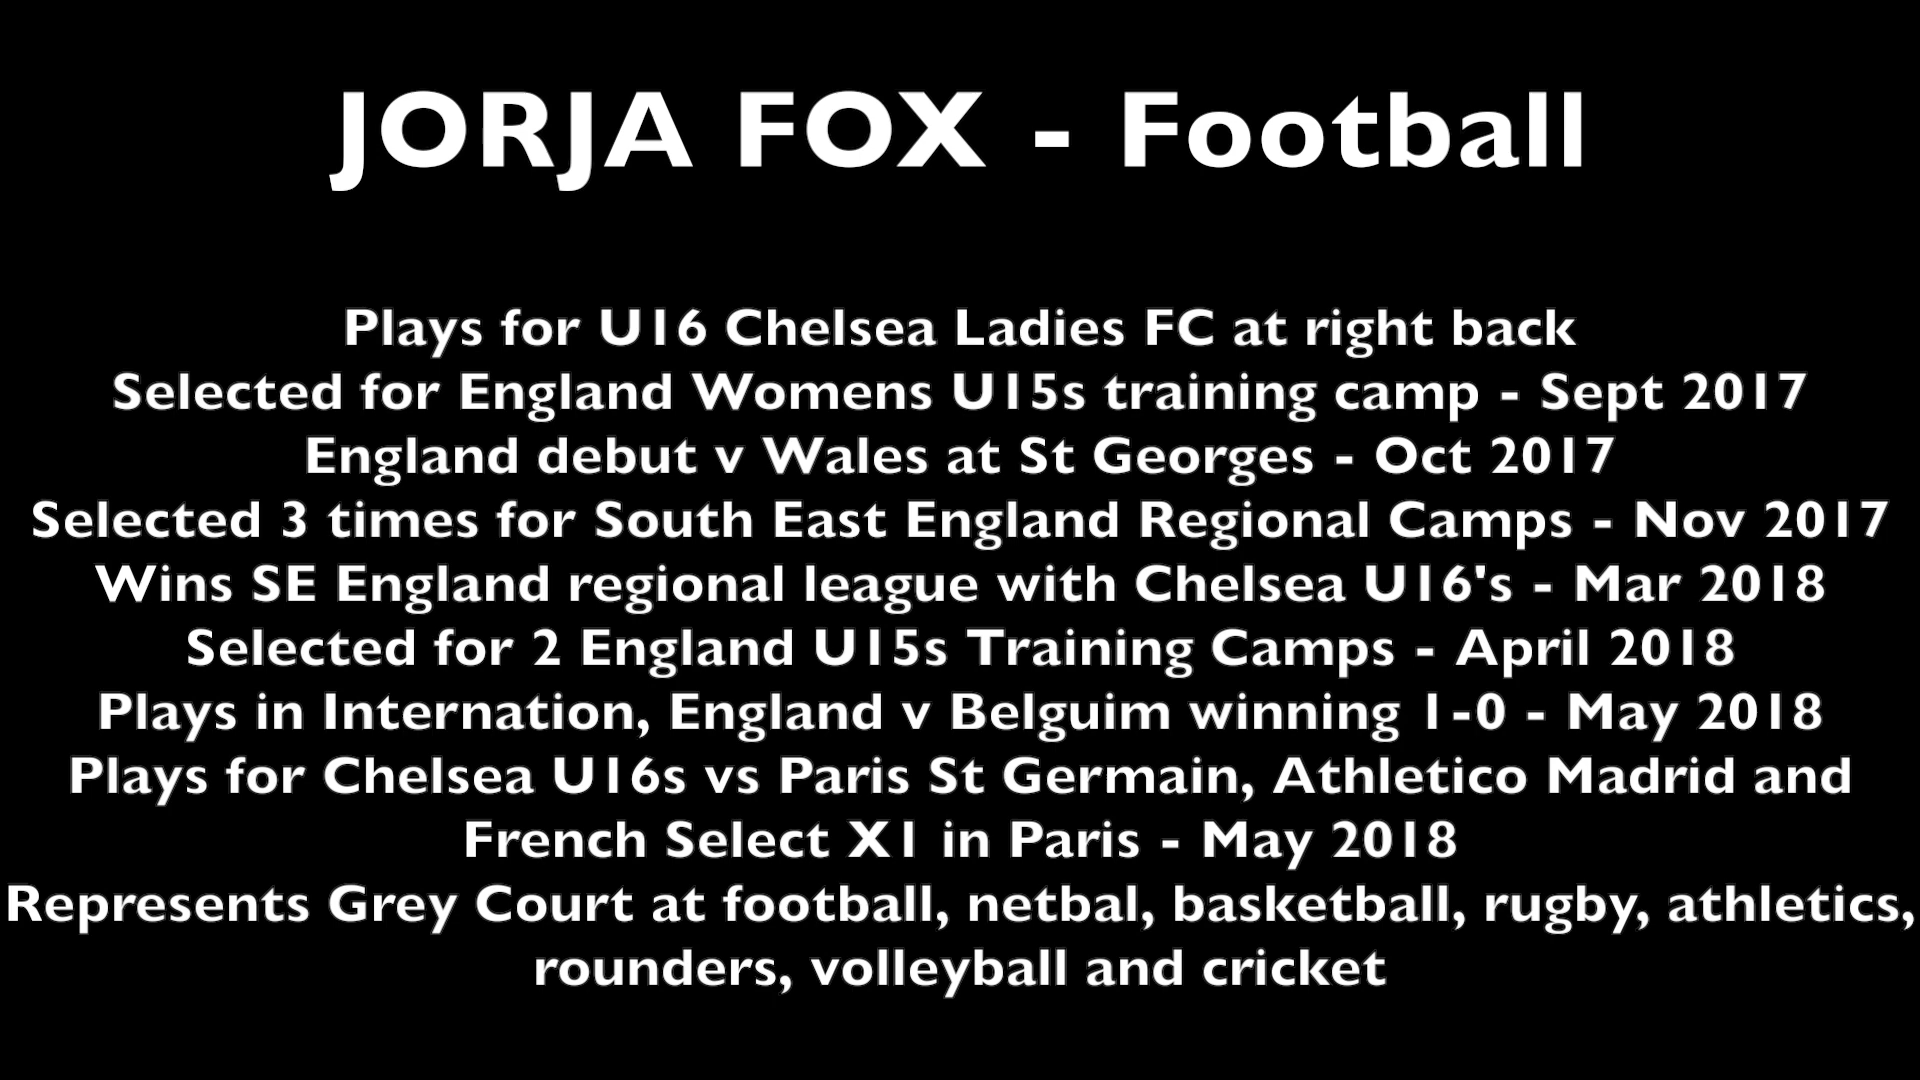 JORJA FOX - Football
Plays for U16 Chelsea Ladies FC at right back
Selected for England Womens U15s training camp - Sept 2017
England debut v Wales at St Georges - Oct 2017
Selected 3 times for South East England Regional Camps - Nov 2017
Wins SE England regional league with Chelsea U16's - Mar 2018
Selected for 2 England U15s Training Camps - April 2018
Plays in Internation, England v Belguim winning 1-0 - May 2018
Plays for Chelsea U16s vs Paris St Germain, Athletico Madrid and
French Select X1 in Paris - May 2018
Represents Grey Court at football, netbal, basketball, rugby, athletics,
rounders, volleyball and cricket